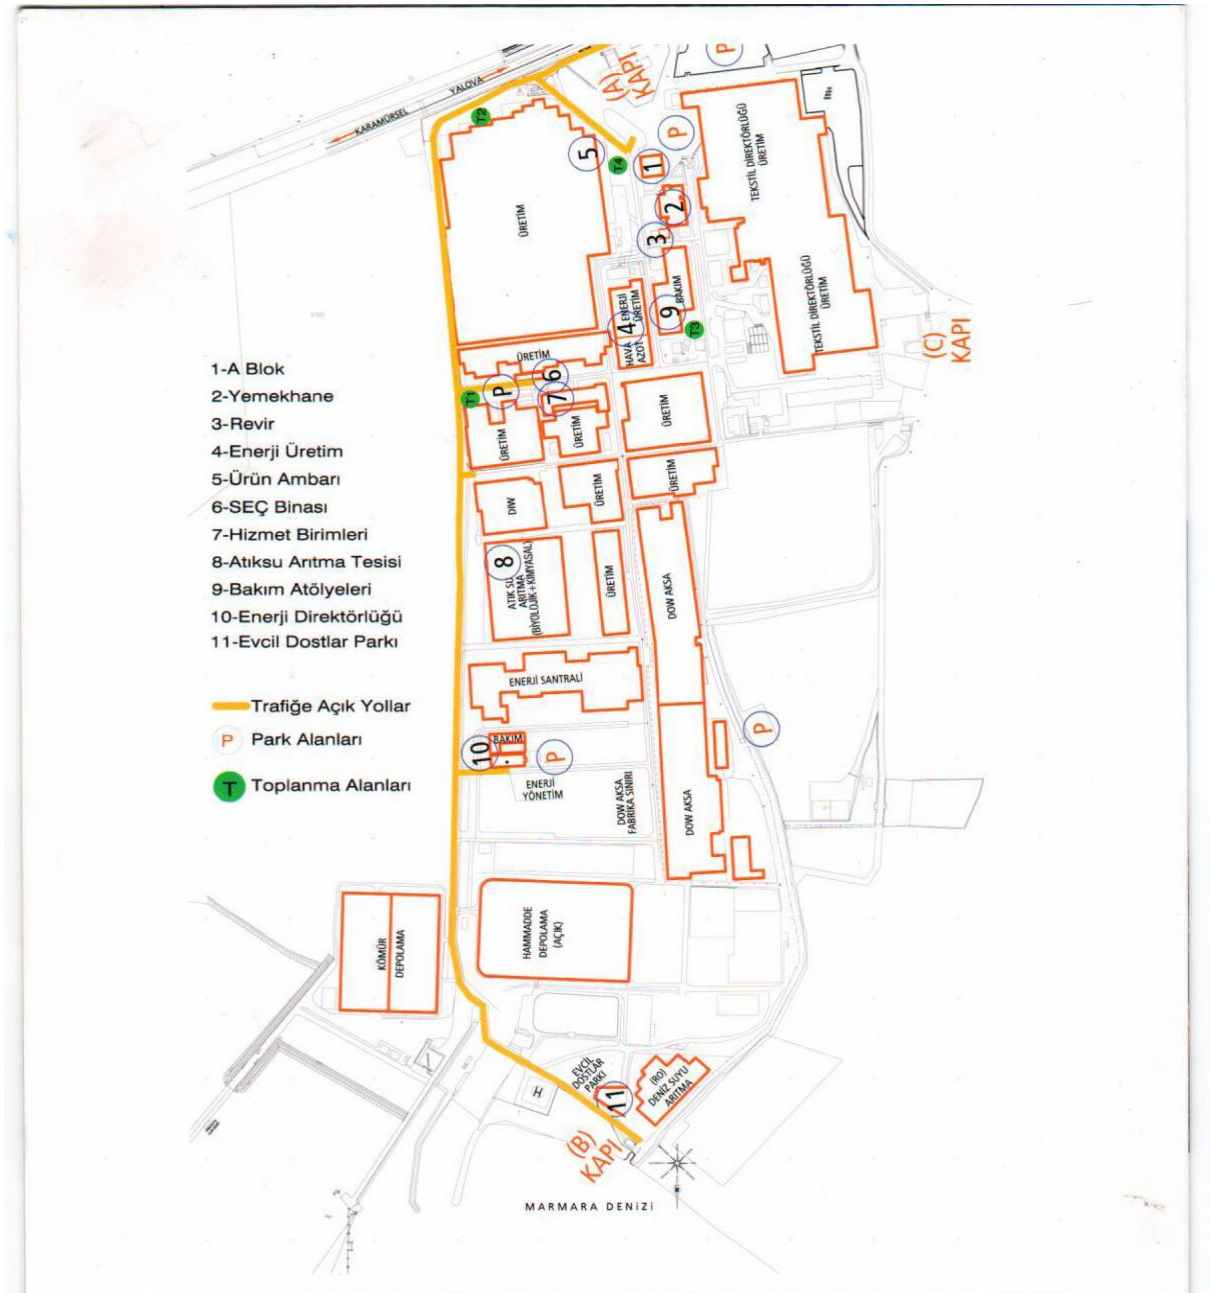 YALOVA
KARAMÜRSEL
(A)
KAPI
P
T2
5
T4
1
P
2
3
ÜRETİM
TEKSTİL DİREKTÖRLÜĞÜ
ÜRETİM
TEKSTİL DİREKTÖRLÜĞÜ
ÜRETİM
ENERJİ
ÜRETİM
4
HAVA
AZOT
9
BAKIM
T3
(C)
KAPI
ÜRETİM
6
T1
P
7
ÜRETİM
ÜRETİM
ÜRETİM
1-A Blok
2-Yemekhane
3-Revir
4-Enerji Üretim
5-Ürün Ambarı
6-SEÇ Binası
7-Hizmet Birimleri
8-Atıksu Arıtma Tesisi
9-Bakım Atölyeleri
10-Enerji Direktörlüğü
11-Evcil Dostlar Parkı
Trafiğe Açık Yollar
P Park Alanları
T Toplanma Alanları
DIW
ÜRETİM
ÜRETİM
8
ATIK SU
ARITMA
(BİYOLOJİK+KİMYASAL)
ÜRETİM
DOW AKSA
ENERJİ SANTRALİ
10
BAKIM
P
P
ENERJİ
YÖNETİM
DOW AKSA
FABRİKA SINIRI
DOW AKSA
KÖMÜR
DEPOLAMA
HAMMADDE
DEPOLAMA
(AÇIK)
EVCİL
DOSTLAR
PARKI
H
11
(RO)
DENİZ SUYU
ARITMA
(B)
KAPI
MARMARA DENİZİ